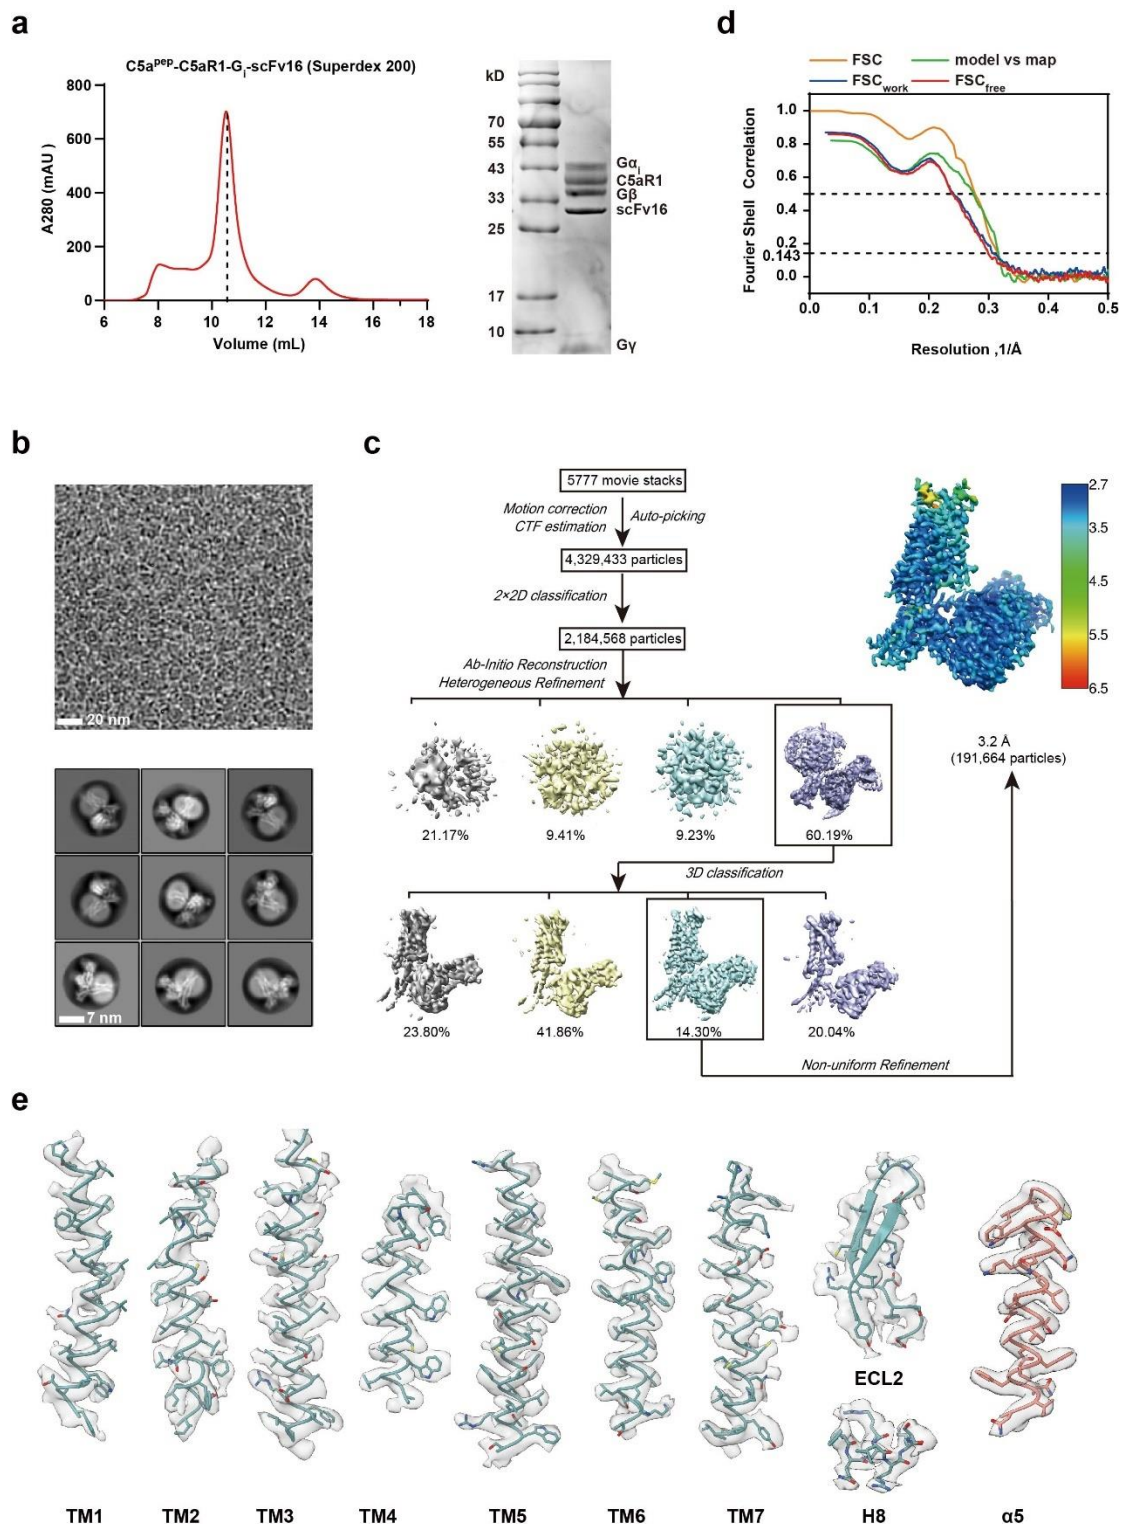 a
C5a^pep-C5aR1-G_i-scFv16 (Superdex 200)
800
600
400
200
0
A280 (mAU)
6 8 10 12 14 16 18
Volume (mL)
kD
70
55
43
33
25
17
10
Gα_i
C5aR1
Gβ
scFv16
Gγ
d
FSC model vs map
FSC_work FSC_free
1.0
0.8
0.6
0.4
0.2
0.143
0.0
Fourier Shell Correlation
0.0 0.1 0.2 0.3 0.4 0.5
Resolution ,1/Å
b
20 nm
7 nm
c
5777 movie stacks
Motion correction
CTF estimation
Auto-picking
4,329,433 particles
2×2D classification
2,184,568 particles
Ab-Initio Reconstruction
Heterogeneous Refinement
21.17% 9.41% 9.23% 60.19%
3D classification
23.80% 41.86% 14.30% 20.04%
Non-uniform Refinement
3.2 Å
(191,664 particles)
2.7
3.5
4.5
5.5
6.5
e
ECL2
TM1 TM2 TM3 TM4 TM5 TM6 TM7 H8 α5